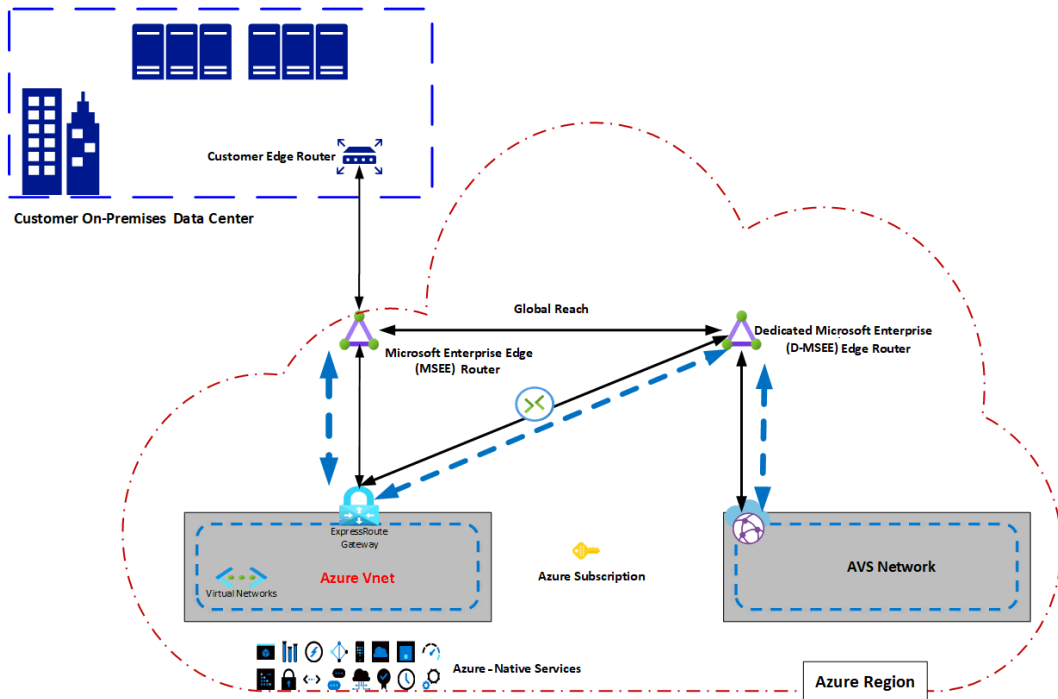 Customer Edge Router
Customer On-Premises Data Center
Global Reach
Dedicated Microsoft Enterprise
(D-MSEE) Edge Router
Microsoft Enterprise Edge
(MSEE) Router
ExpressRoute
Gateway
Azure Vnet
Virtual Networks
Azure Subscription
AVS Network
Azure-Native Services
Azure Region